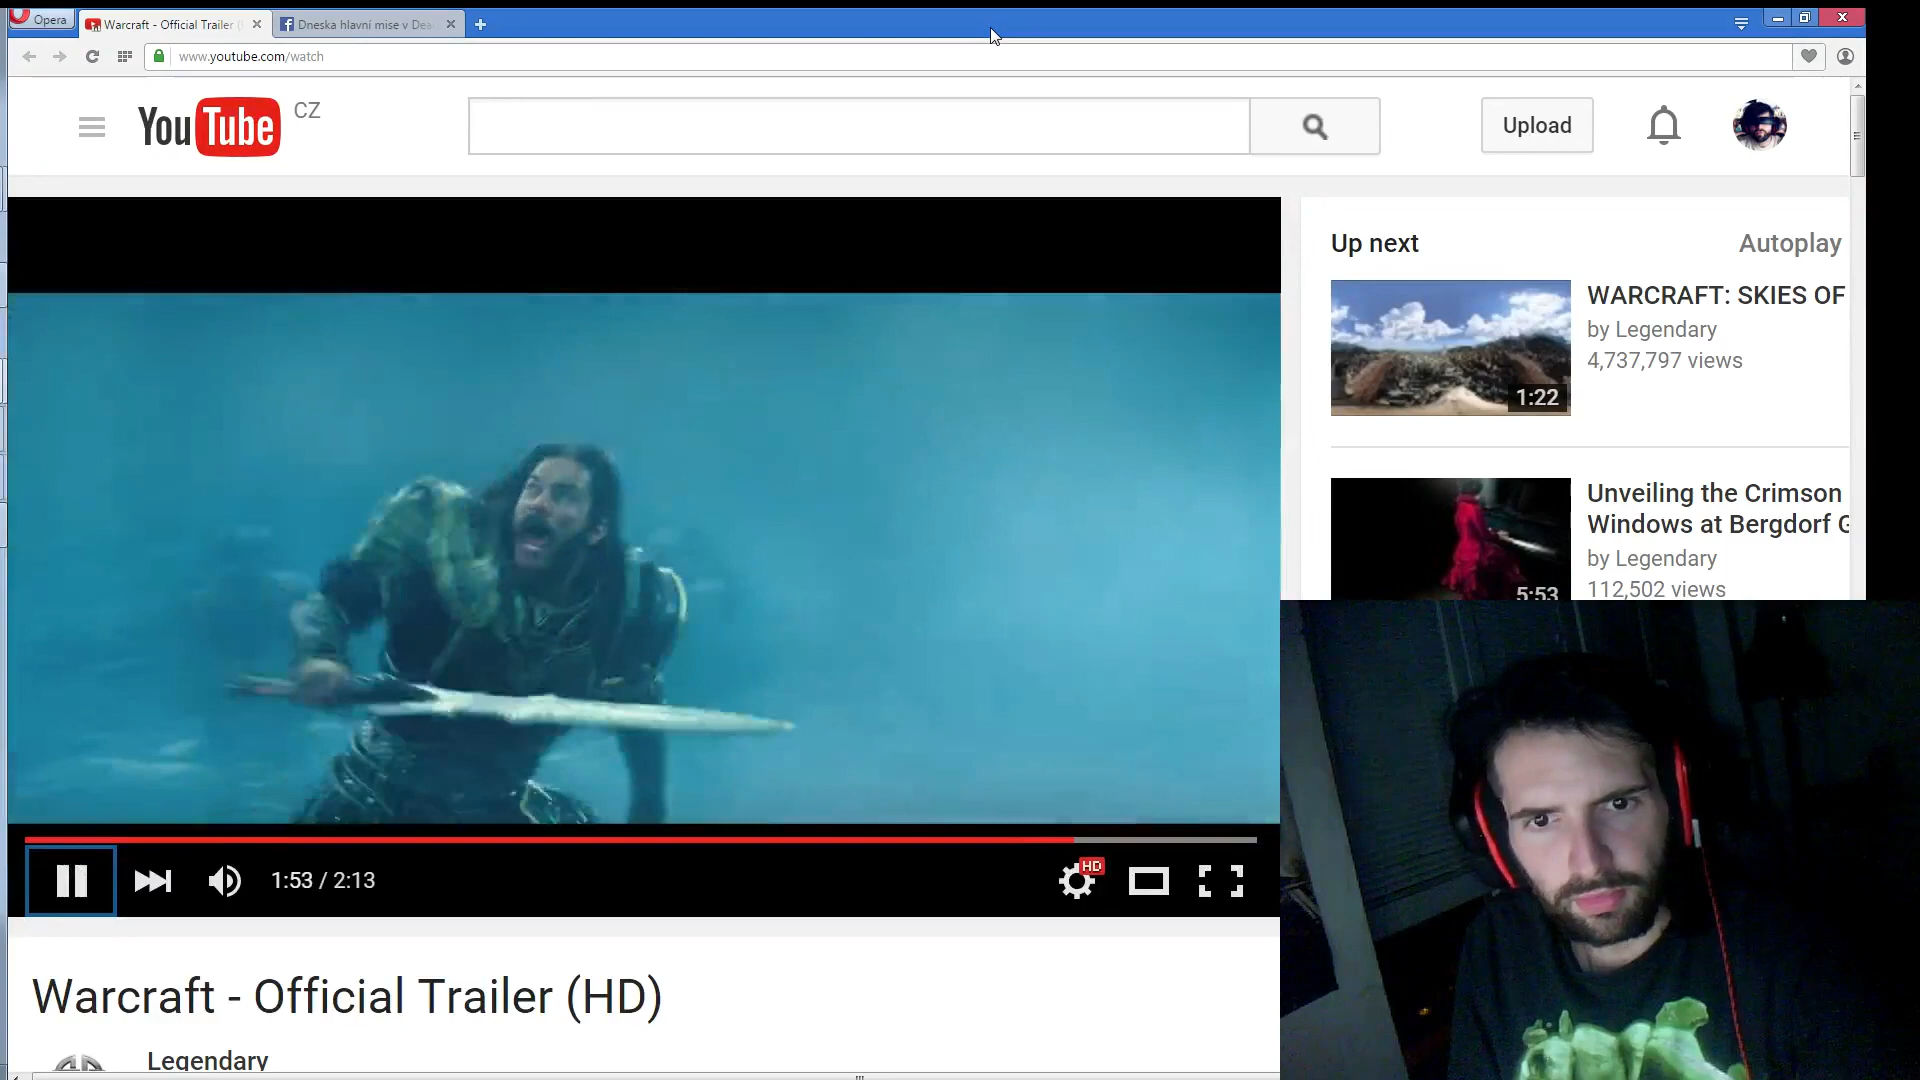 Opera
Warcraft - Official Trailer (
Dneska hlavní mise v Dea
www.youtube.com/watch
YouTube CZ
Upload
Up next
Autoplay
WARCRAFT: SKIES OF
by Legendary
4,737,797 views
1:22
Unveiling the Crimson
Windows at Bergdorf G
by Legendary
112,502 views
5:53
1:53 / 2:13
HD
Warcraft - Official Trailer (HD)
Legendary